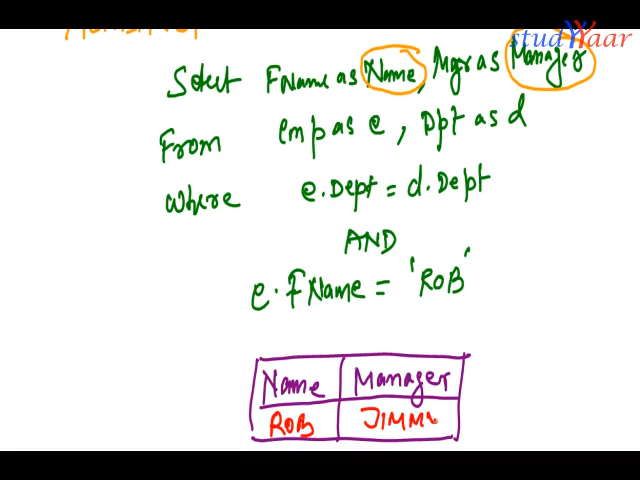 studYYaar
Select FName as Name, Mgr as Manager
From Emp as e, Dpt as d
Where e.Dept = d.Dept
AND
e.FName = 'ROB'
Name Manager
ROB JIMMY